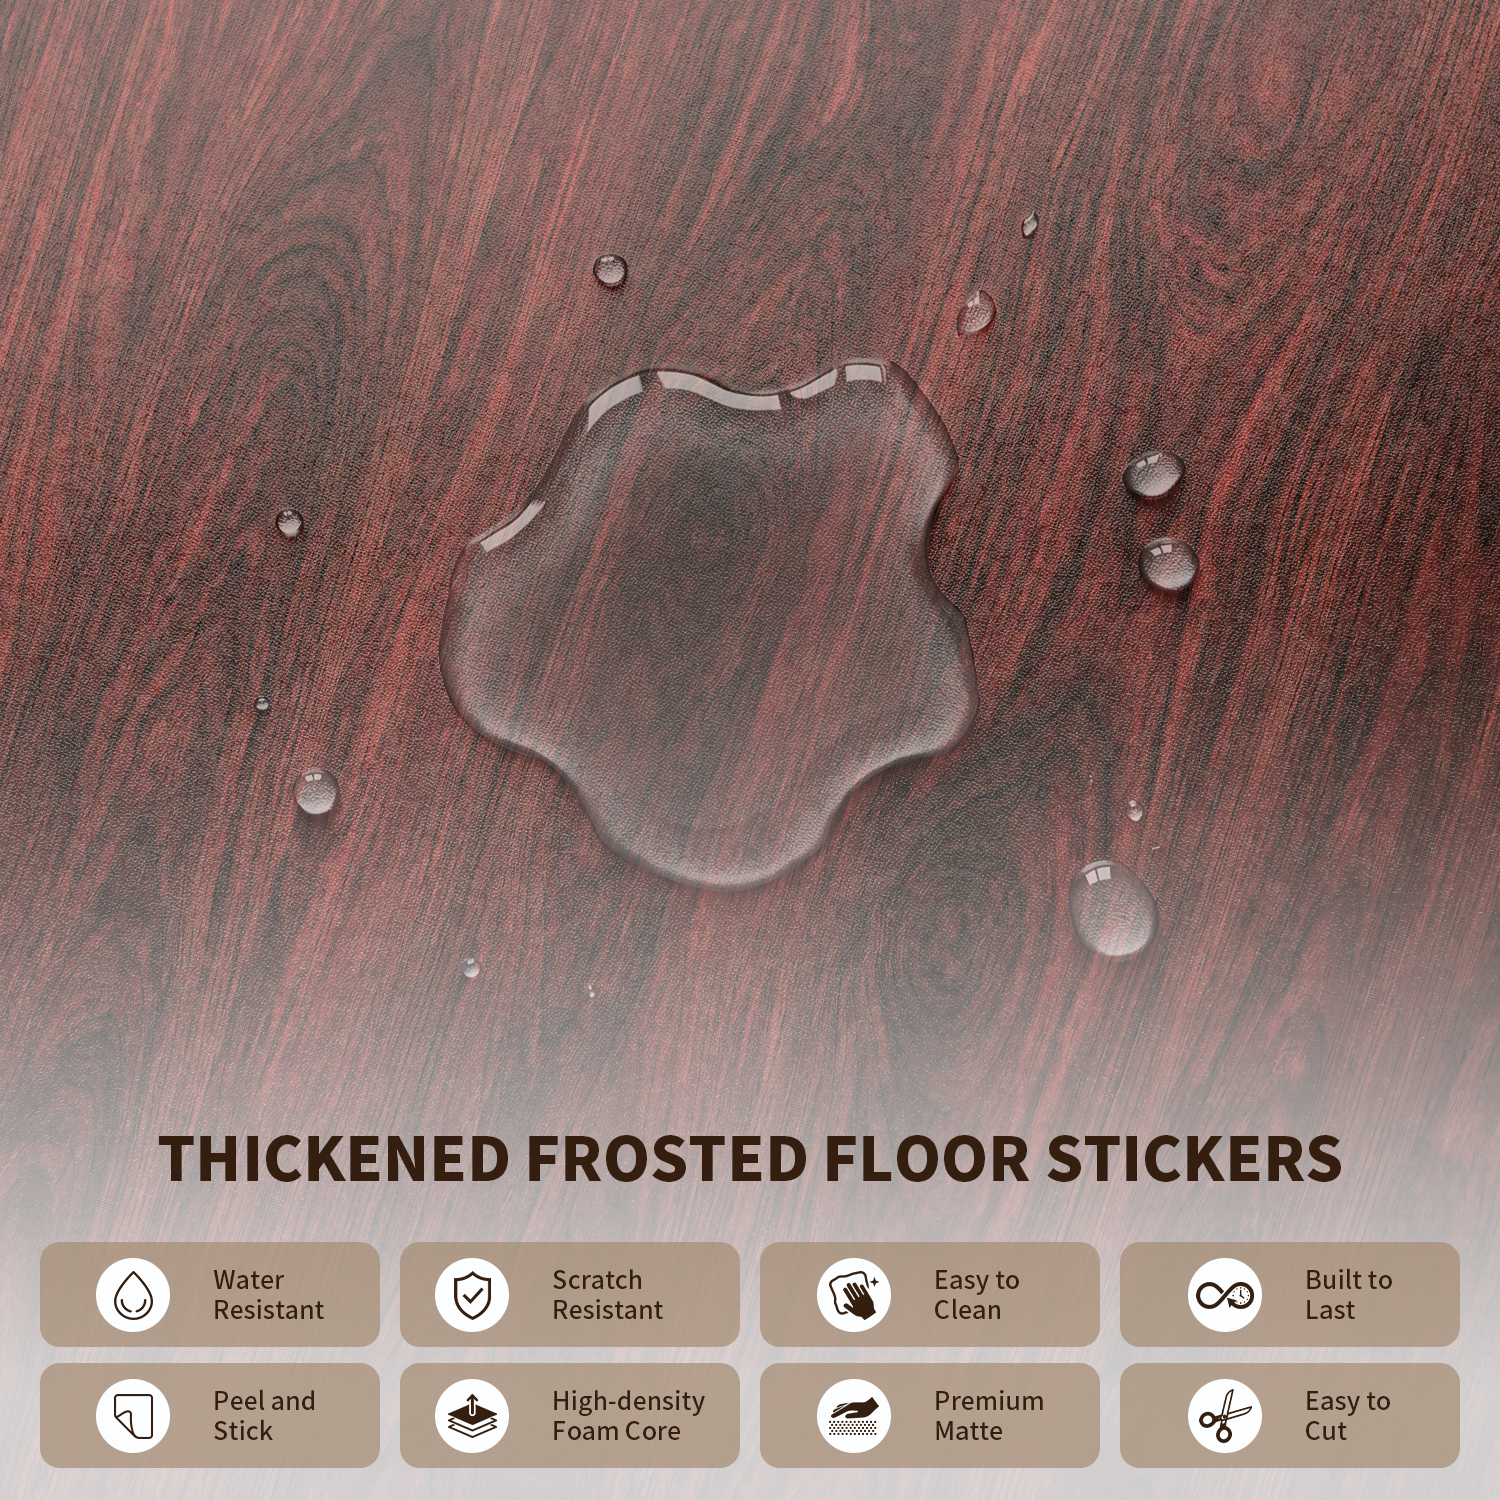 THICKENED FROSTED FLOOR STICKERS
Water
Resistant
Scratch
Resistant
Easy to
Clean
Built to
Last
Peel and
Stick
High-density
Foam Core
Premium
Matte
Easy to
Cut